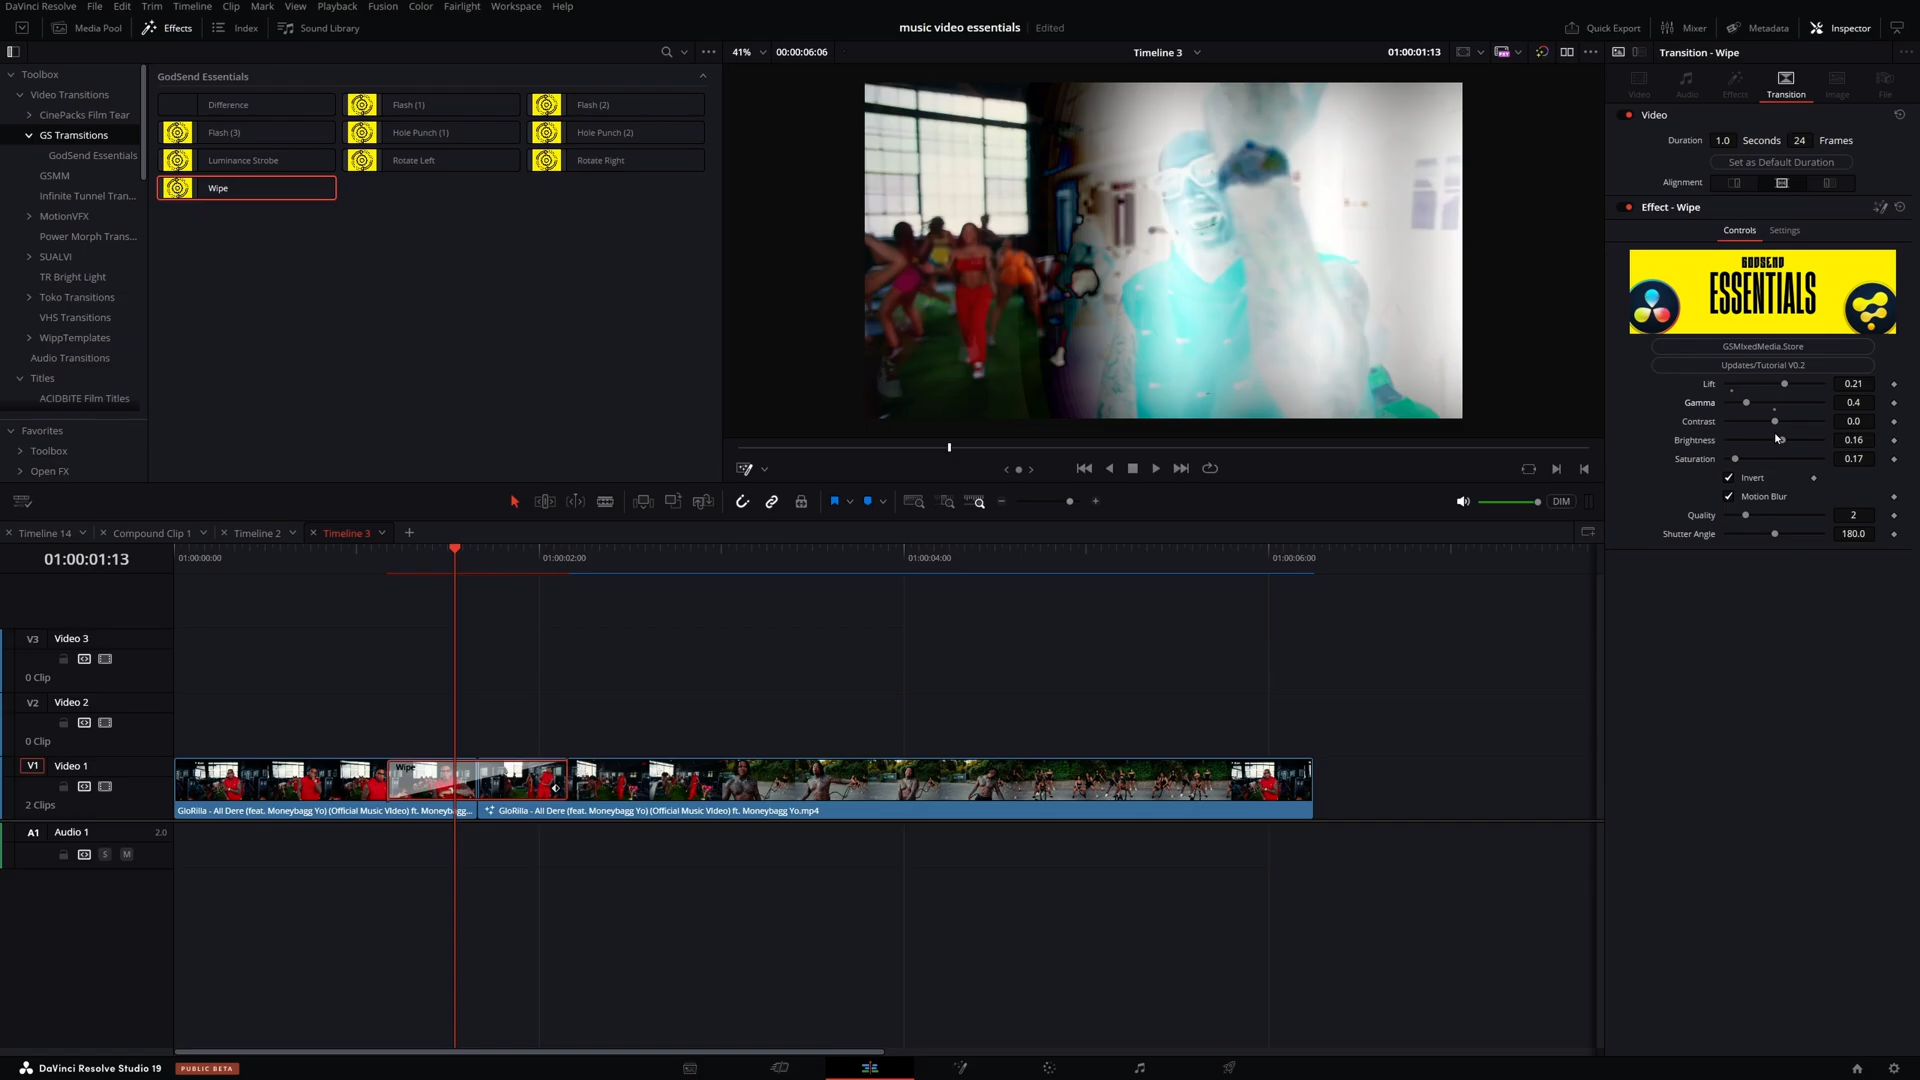 DaVinci Resolve File Edit Trim Timeline Clip Mark View Playback Fusion Color Fairlight Workspace Help
Media Pool Effects Index Sound Library
music video essentials Edited
Quick Export Mixer Metadata Inspector
41% 00:00:06:06 Timeline 3 01:00:01:13
Transition - Wipe
Toolbox
Video Transitions
CinePacks Film Tear
GS Transitions
GodSend Essentials
GSMM
Infinite Tunnel Tran...
MotionVFX
Power Morph Trans...
SUALVI
TR Bright Light
Toko Transitions
VHS Transitions
WippTemplates
Audio Transitions
Titles
ACIDBITE Film Titles
Favorites
Toolbox
Open FX
GodSend Essentials
Difference Flash (1) Flash (2)
Flash (3) Hole Punch (1) Hole Punch (2)
Luminance Strobe Rotate Left Rotate Right
Wipe
Video Audio Effects Transition Image File
Video
Duration 1.0 Seconds 24 Frames
Set as Default Duration
Alignment
Effect - Wipe
Controls Settings
GODSEND
ESSENTIALS
GSMIxedMedia.Store
Updates/Tutorial V0.2
Lift 0.21
Gamma 0.4
Contrast 0.0
Brightness 0.16
Saturation 0.17
Invert
Motion Blur
Quality 2
Shutter Angle 180.0
DIM
Timeline 14 Compound Clip 1 Timeline 2 Timeline 3
01:00:01:13
01:00:00:00 01:00:02:00 01:00:04:00 01:00:06:00
V3 Video 3
0 Clip
V2 Video 2
0 Clip
V1 Video 1
2 Clips
Wipe
GloRilla - All Dere (feat. Moneybagg Yo) (Official Music Video) ft. Moneybagg...
GloRilla - All Dere (feat. Moneybagg Yo) (Official Music Video) ft. Moneybagg Yo.mp4
A1 Audio 1 2.0
S M
DaVinci Resolve Studio 19 PUBLIC BETA